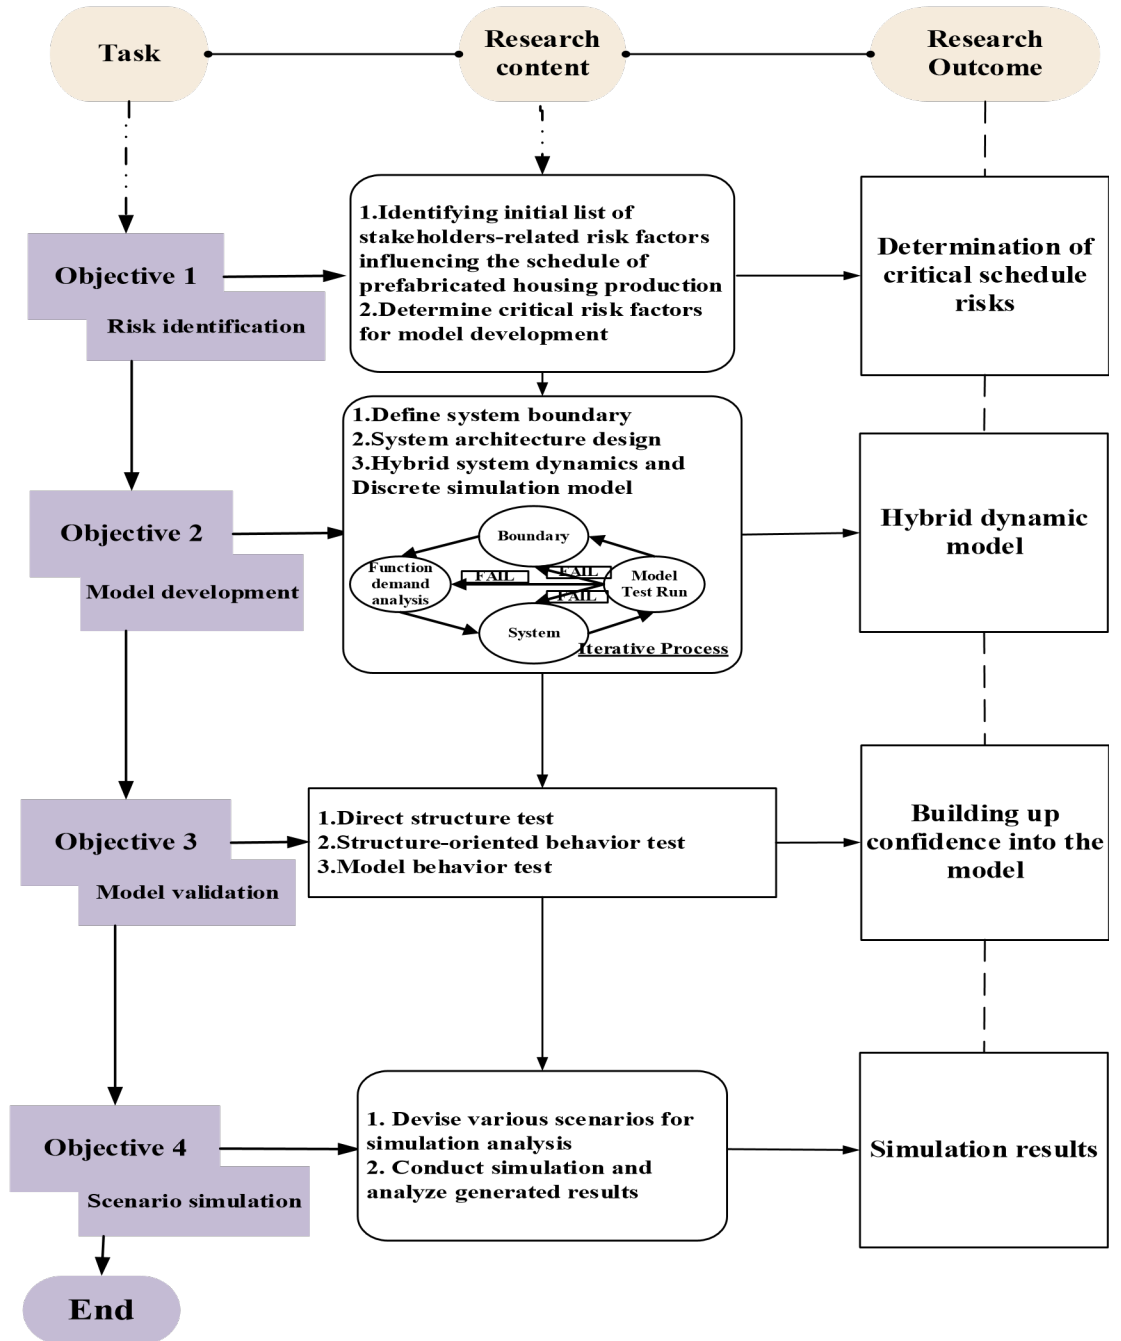 Task
Research
content
Research
Outcome
Objective 1
Risk identification
1.Identifying initial list of
stakeholders-related risk factors
influencing the schedule of
prefabricated housing production
2.Determine critical risk factors
for model development
Determination of
critical schedule
risks
Objective 2
Model development
1.Define system boundary
2.System architecture design
3.Hybrid system dynamics and
Discrete simulation model
Boundary
Function
demand
analysis
FAIL
FAIL
FAIL
Model
Test Run
System
Iterative Process
Hybrid dynamic
model
Objective 3
Model validation
1.Direct structure test
2.Structure-oriented behavior test
3.Model behavior test
Building up
confidence into the
model
Objective 4
Scenario simulation
1. Devise various scenarios for
simulation analysis
2. Conduct simulation and
analyze generated results
Simulation results
End